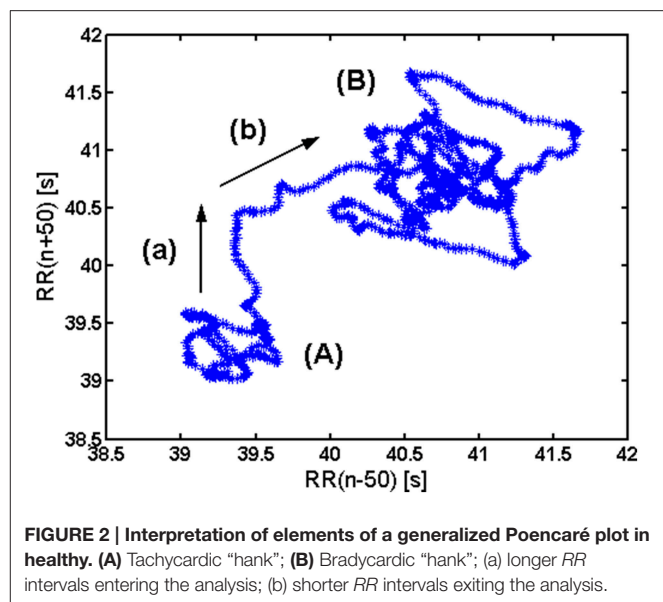 42
41.5
41
40.5
40
39.5
39
38.5
RR(n+50) [s]
(B)
(b)
(a)
(A)
38.5 39 39.5 40 40.5 41 41.5 42
RR(n-50) [s]
FIGURE 2 | Interpretation of elements of a generalized Poencaré plot in
healthy. (A) Tachycardic “hank”; (B) Bradycardic “hank”; (a) longer RR
intervals entering the analysis; (b) shorter RR intervals exiting the analysis.